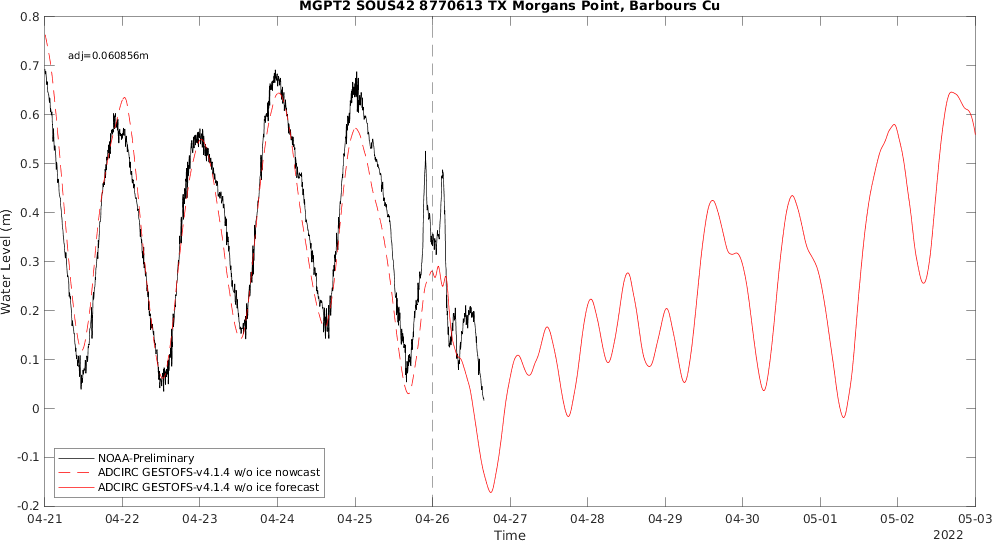 MGPT2 SOUS42 8770613 TX Morgans Point, Barbours Cu
adj=0.060856m
0.8
0.7
0.6
0.5
0.4
0.3
0.2
0.1
0
-0.1
-0.2
Water Level (m)
NOAA-Preliminary
ADCIRC GESTOFS-v4.1.4 w/o ice nowcast
ADCIRC GESTOFS-v4.1.4 w/o ice forecast
04-21 04-22 04-23 04-24 04-25 04-26 04-27 04-28 04-29 04-30 05-01 05-02 05-03
Time
2022